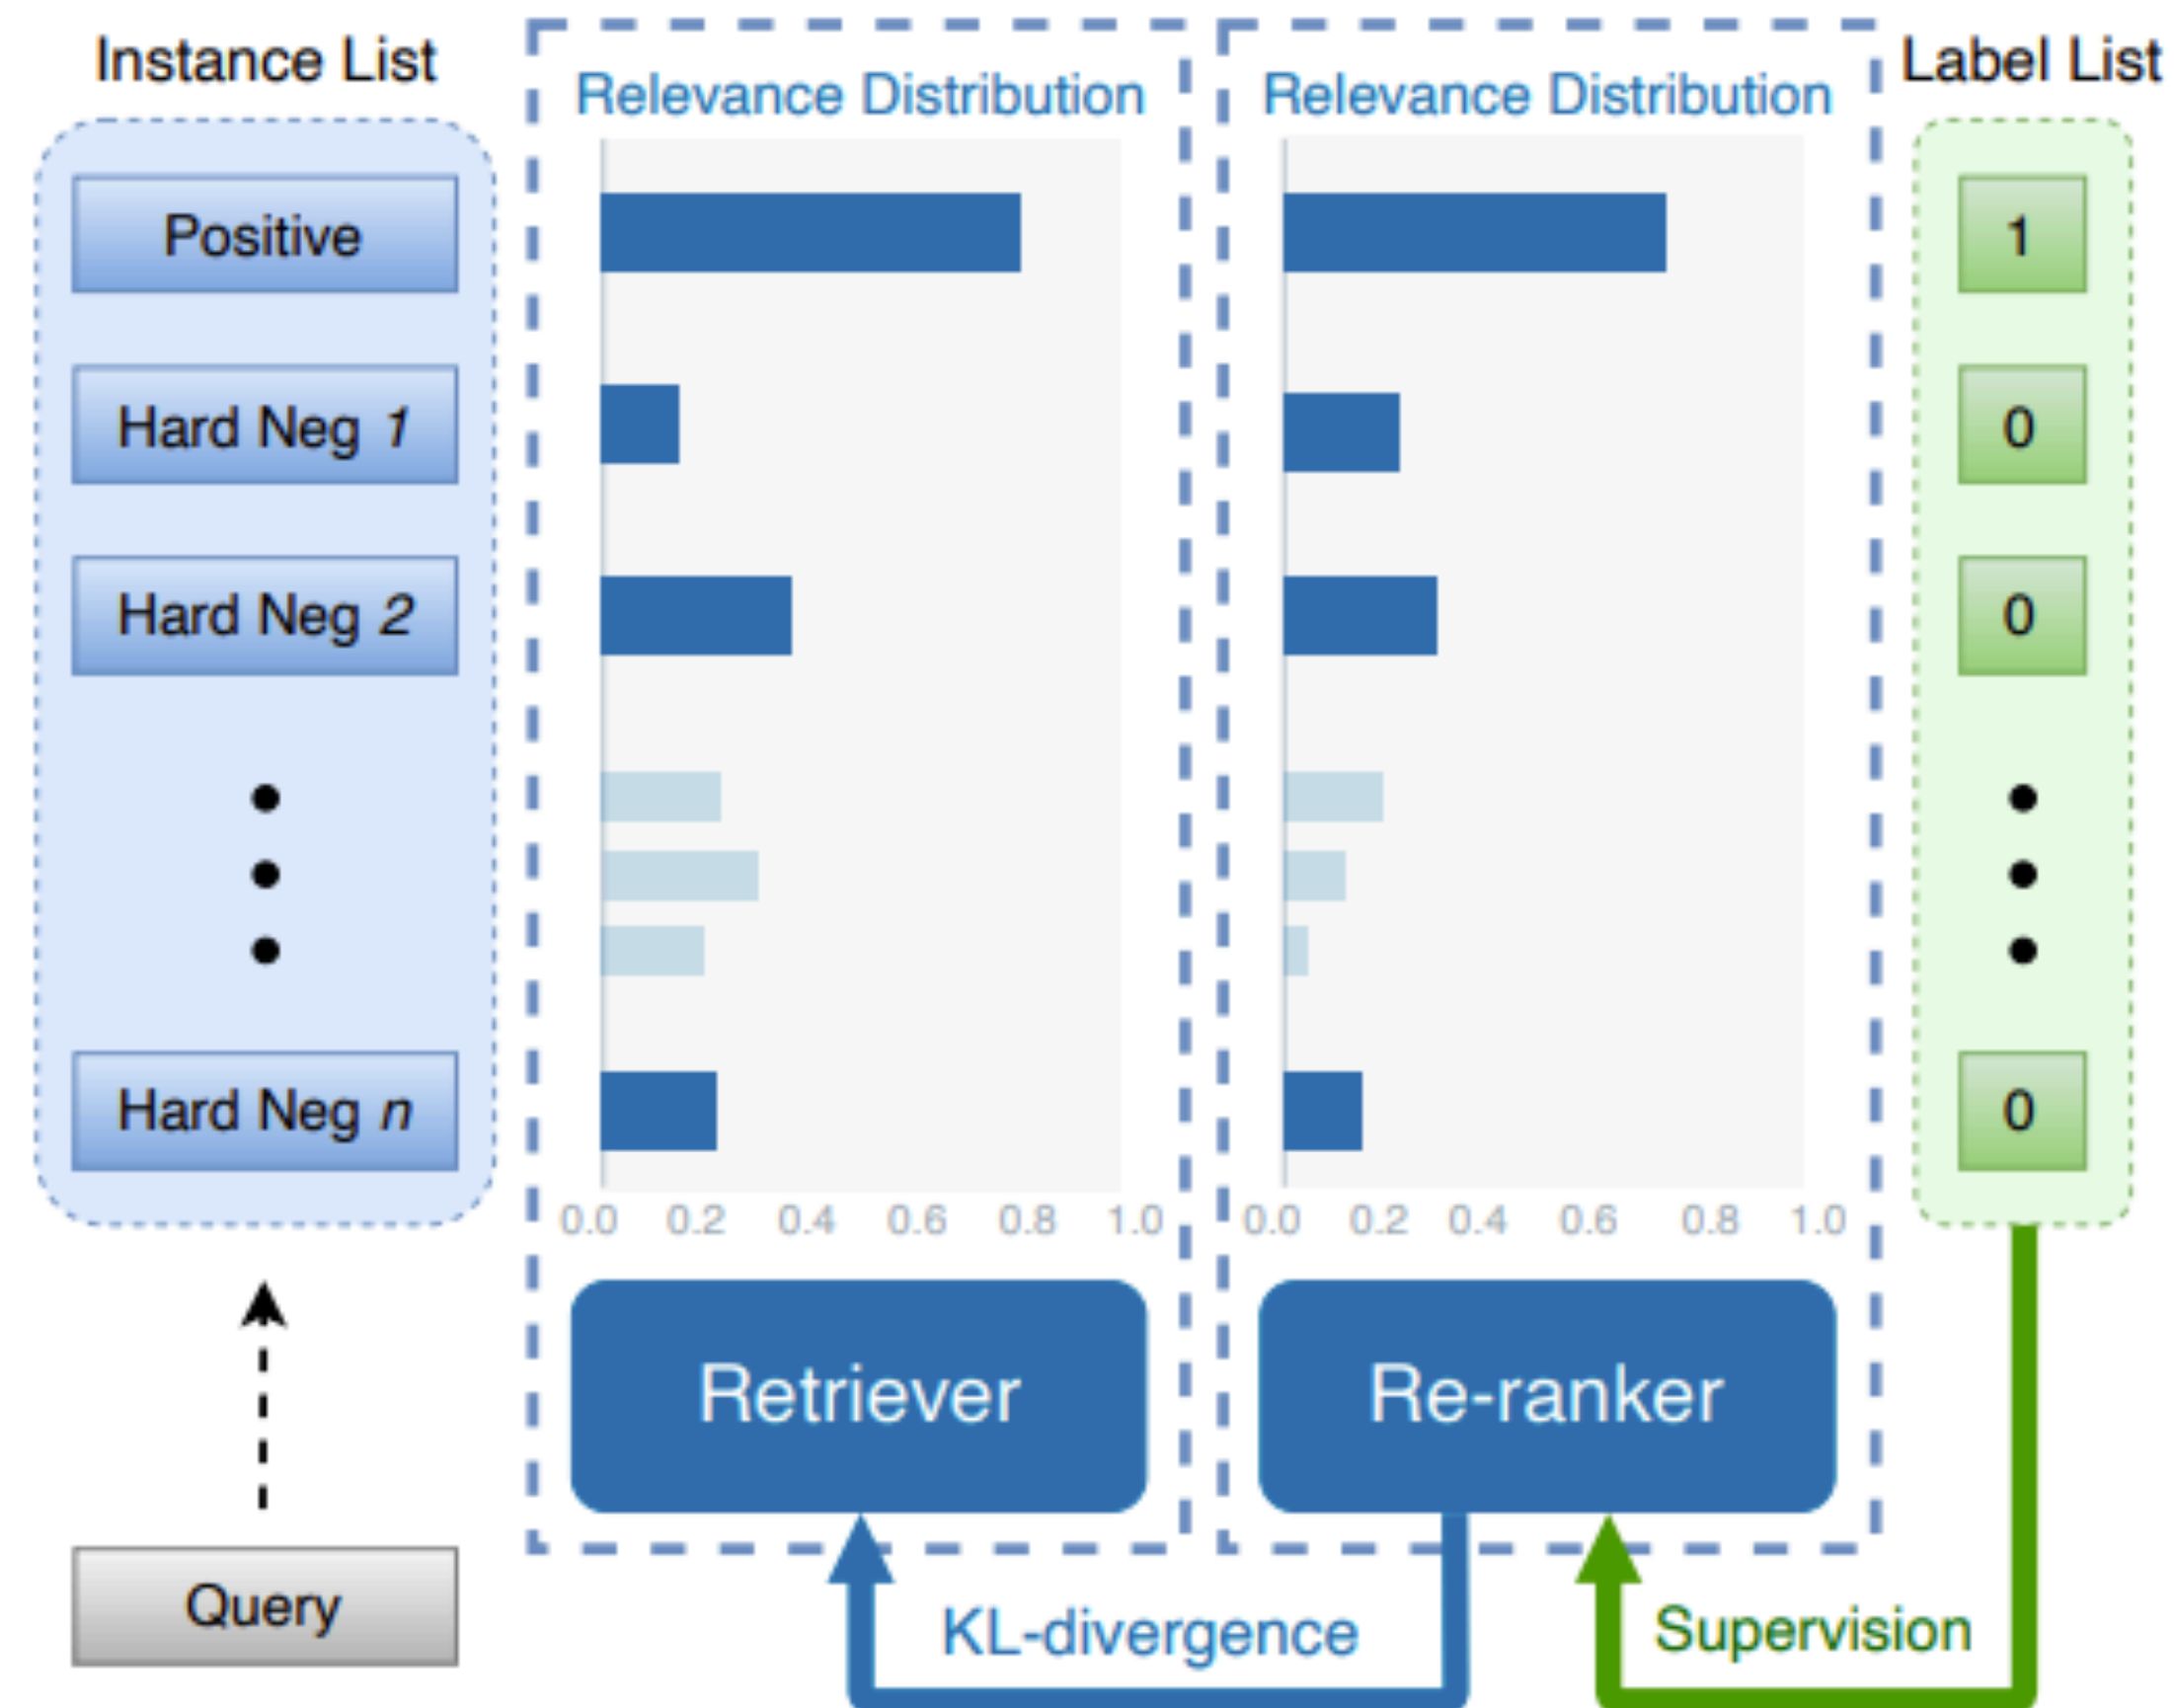 Instance List
Positive
Hard Neg 1
Hard Neg 2
Hard Neg n
Query
Relevance Distribution
0.0 0.2 0.4 0.6 0.8 1.0
Retriever
Relevance Distribution
0.0 0.2 0.4 0.6 0.8 1.0
Re-ranker
KL-divergence
Label List
1
0
0
0
Supervision